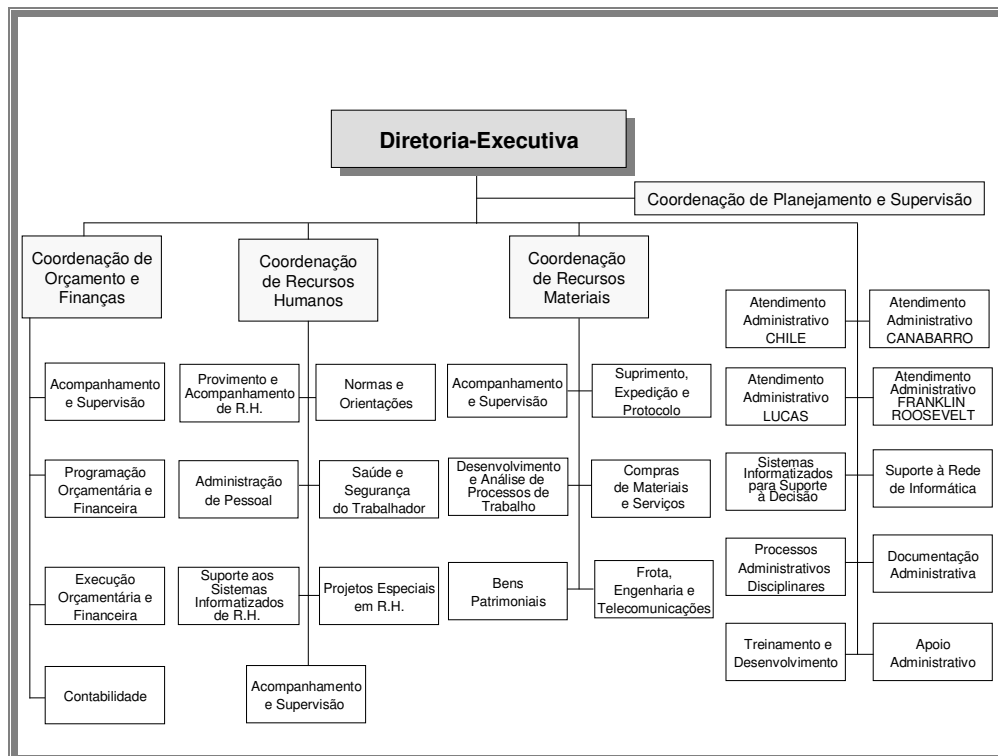 Diretoria-Executiva
Coordenação de Planejamento e Supervisão
Coordenação de
Orçamento e
Finanças
Coordenação
de Recursos
Humanos
Coordenação
de Recursos
Materiais
Atendimento
Administrativo
CHILE
Atendimento
Administrativo
CANABARRO
Acompanhamento
e Supervisão
Provimento e
Acompanhamento
de R.H.
Normas e
Orientações
Acompanhamento
e Supervisão
Suprimento,
Expedição e
Protocolo
Atendimento
Administrativo
LUCAS
Atendimento
Administrativo
FRANKLIN
ROOSEVELT
Programação
Orçamentária e
Financeira
Administração
de Pessoal
Saúde e
Segurança
do Trabalhador
Desenvolvimento
e Análise de
Processos de
Trabalho
Compras
de Materiais
e Serviços
Sistemas
Informatizados
para Suporte
à Decisão
Suporte à Rede
de Informática
Execução
Orçamentária e
Financeira
Suporte aos
Sistemas
Informatizados
de R.H.
Projetos Especiais
em R.H.
Bens
Patrimoniais
Frota,
Engenharia e
Telecomunicações
Processos
Administrativos
Disciplinares
Documentação
Administrativa
Contabilidade
Acompanhamento
e Supervisão
Treinamento e
Desenvolvimento
Apoio
Administrativo